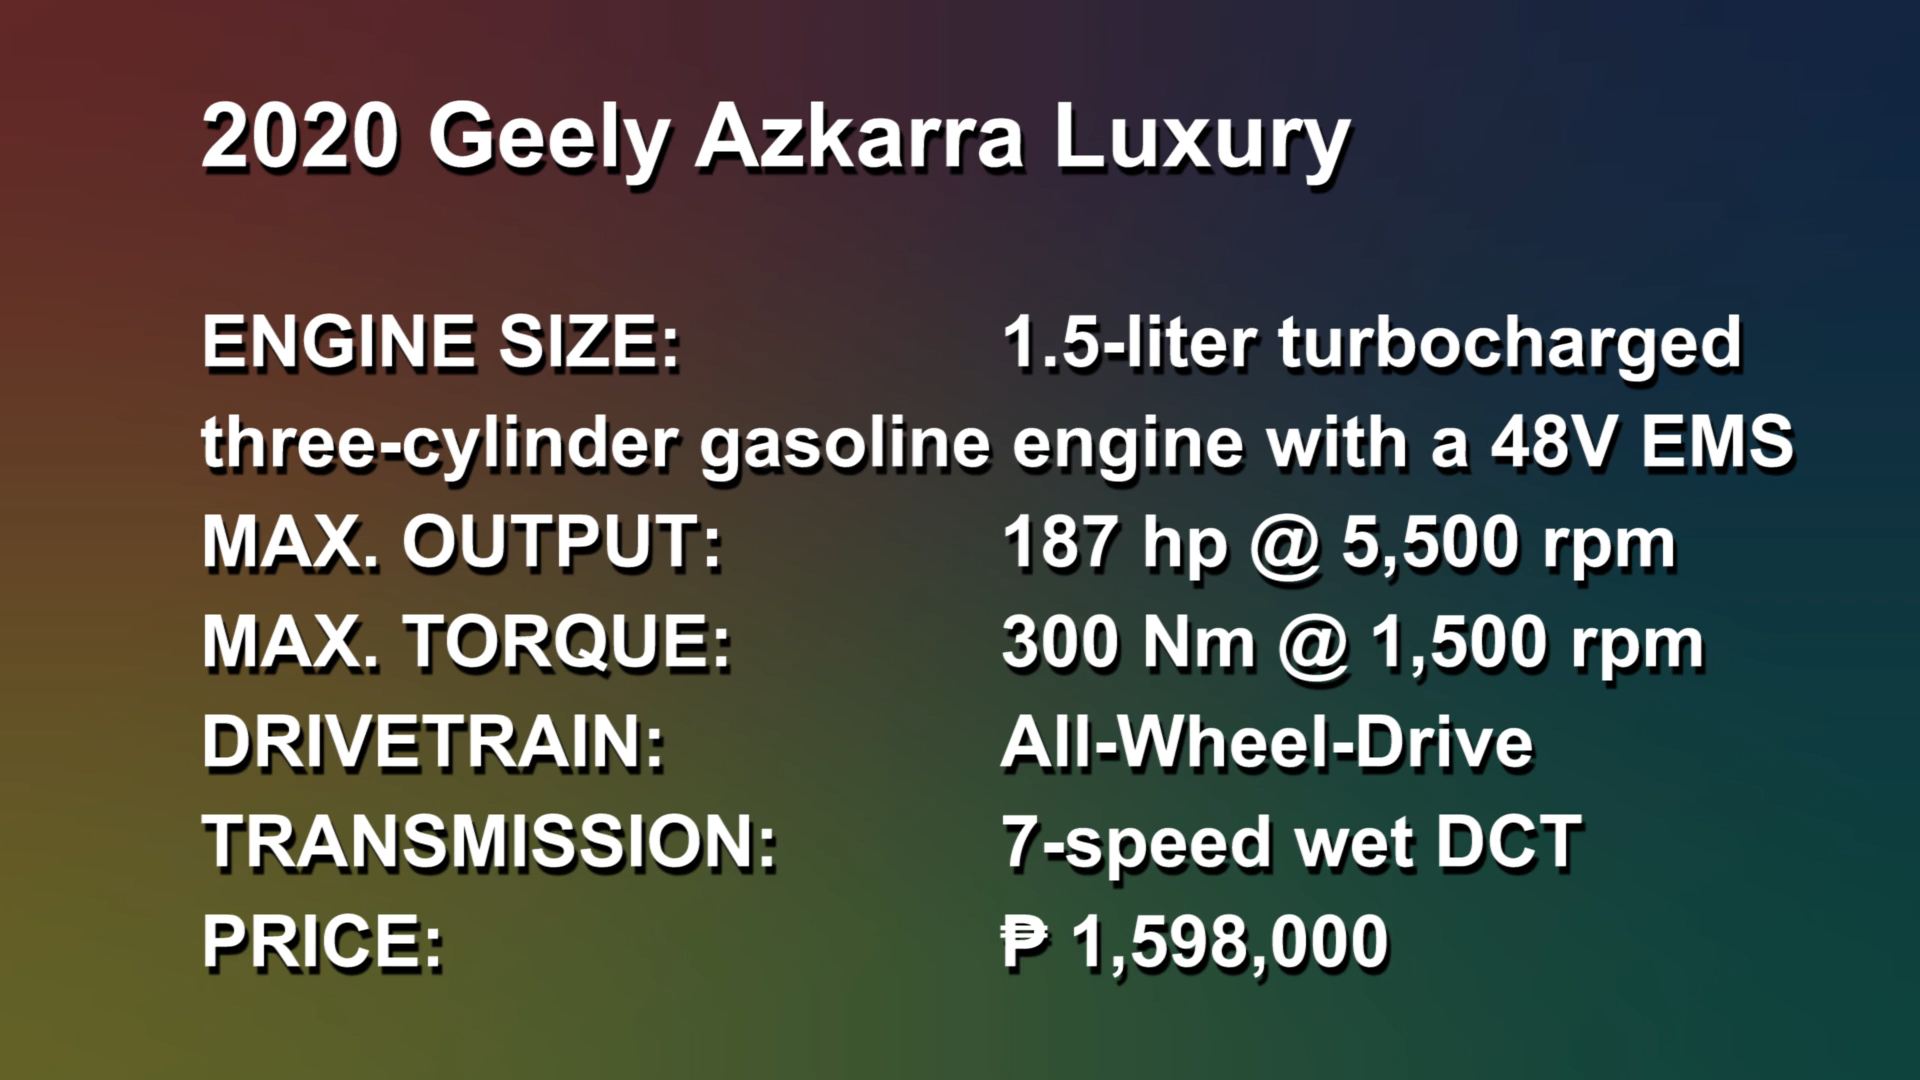 2020 Geely Azkarra Luxury
ENGINE SIZE: 1.5-liter turbocharged
three-cylinder gasoline engine with a 48V EMS
MAX. OUTPUT: 187 hp @ 5,500 rpm
MAX. TORQUE: 300 Nm @ 1,500 rpm
DRIVETRAIN: All-Wheel-Drive
TRANSMISSION: 7-speed wet DCT
PRICE: ₱ 1,598,000